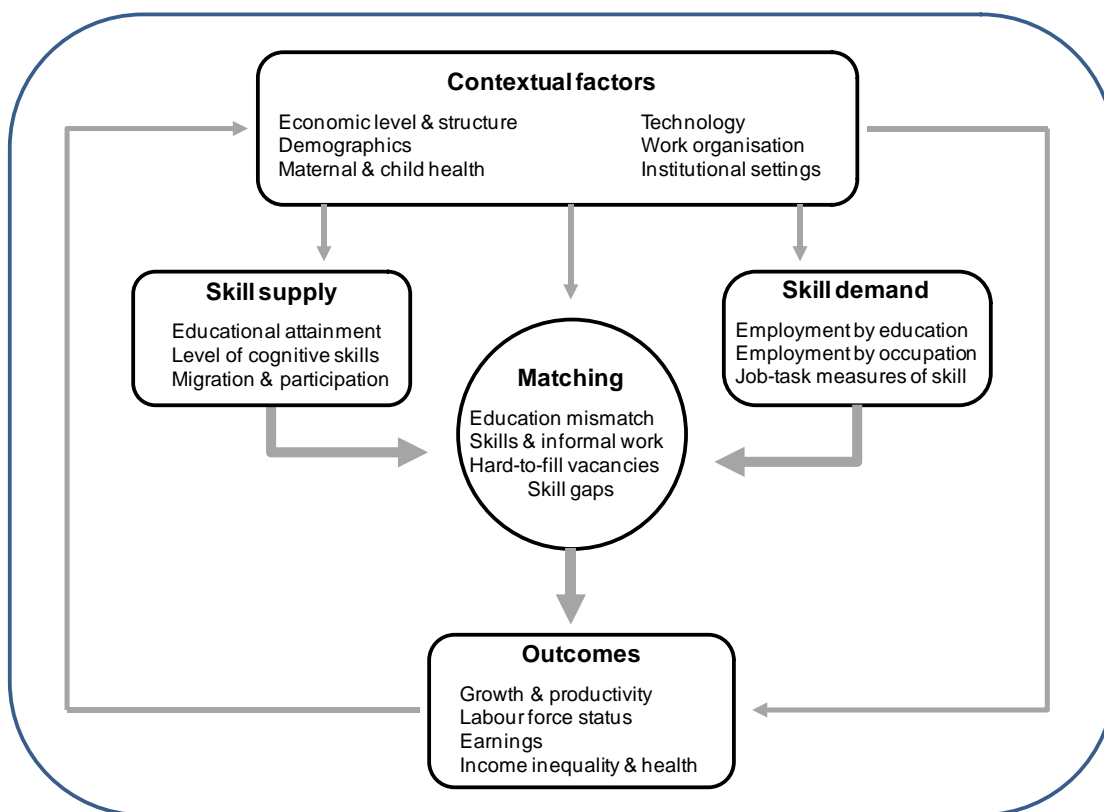 Contextual factors
Economic level & structure
Demographics
Maternal & child health
Technology
Work organisation
Institutional settings
Skill supply
Educational attainment
Level of cognitive skills
Migration & participation
Matching
Education mismatch
Skills & informal work
Hard-to-fill vacancies
Skill gaps
Skill demand
Employment by education
Employment by occupation
Job-task measures of skill
Outcomes
Growth & productivity
Labour force status
Earnings
Income inequality & health